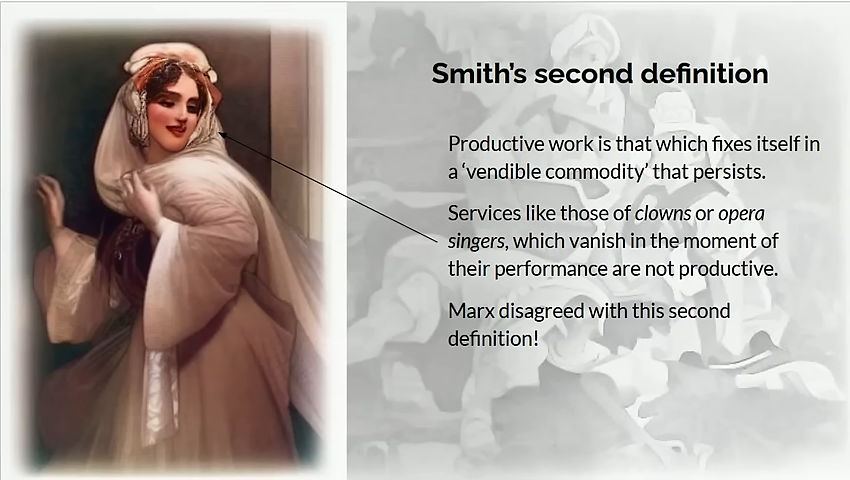 Smith's second definition
Productive work is that which fixes itself in
a ‘vendible commodity’ that persists.
Services like those of clowns or opera
singers, which vanish in the moment of
their performance are not productive.
Marx disagreed with this second
definition!